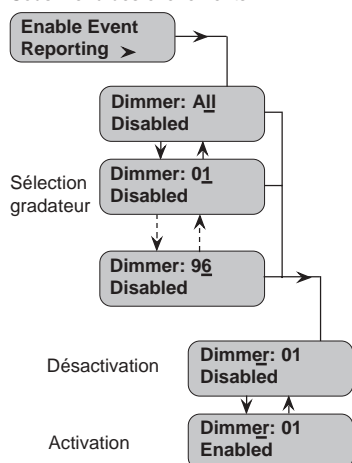 Enable Event
Reporting
Dimmer: All
Disabled
Sélection
gradateur
Dimmer: 01
Disabled
Dimmer: 96
Disabled
Désactivation
Dimmer: 01
Disabled
Activation
Dimmer: 01
Enabled